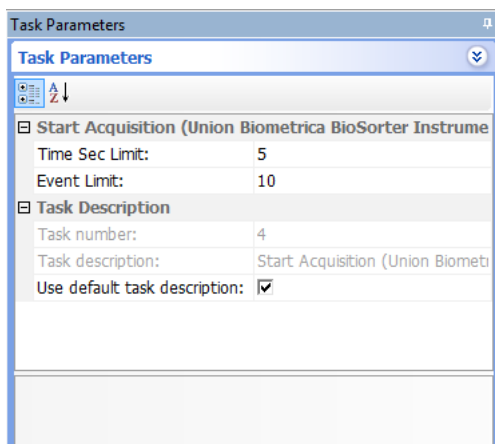 Task Parameters
Task Parameters
A Z
Start Acquisition (Union Biometrica BioSorter Instrume
Time Sec Limit: 5
Event Limit: 10
Task Description
Task number: 4
Task description: Start Acquisition (Union Biometr
Use default task description: